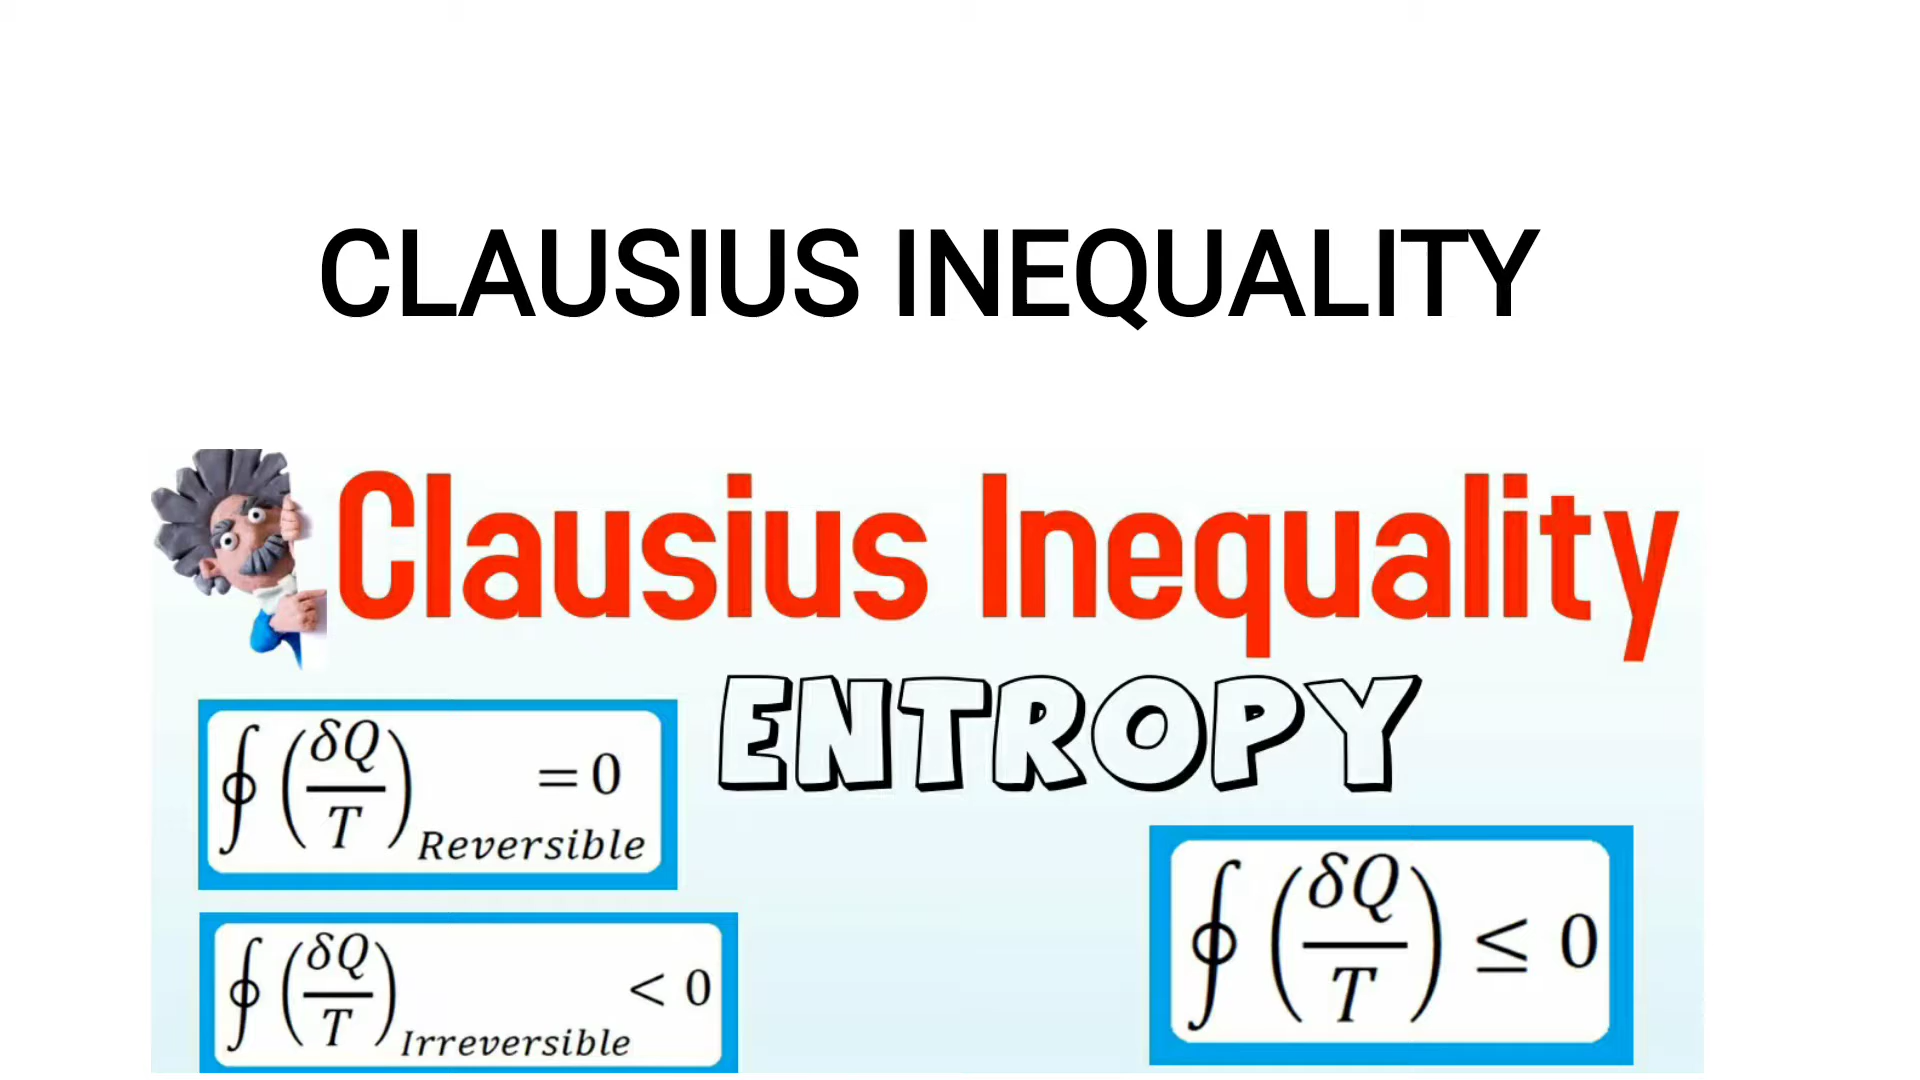 CLAUSIUS INEQUALITY
Clausius Inequality
ENTROPY
∮ (δQ/T)Reversible = 0
∮ (δQ/T)Irreversible < 0
∮ (δQ/T) ≤ 0